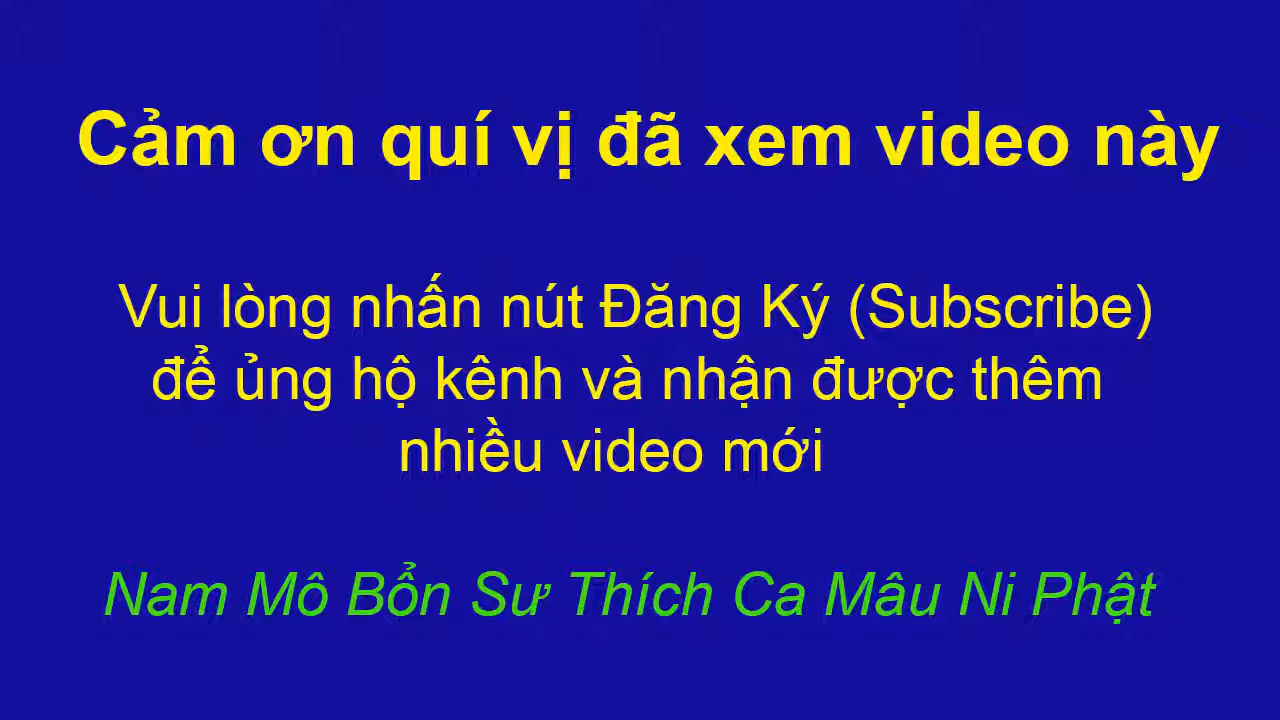 Cảm ơn quí vị đã xem video này
Vui lòng nhấn nút Đăng Ký (Subscribe)
để ủng hộ kênh và nhận được thêm
nhiều video mới
Nam Mô Bổn Sư Thích Ca Mâu Ni Phật